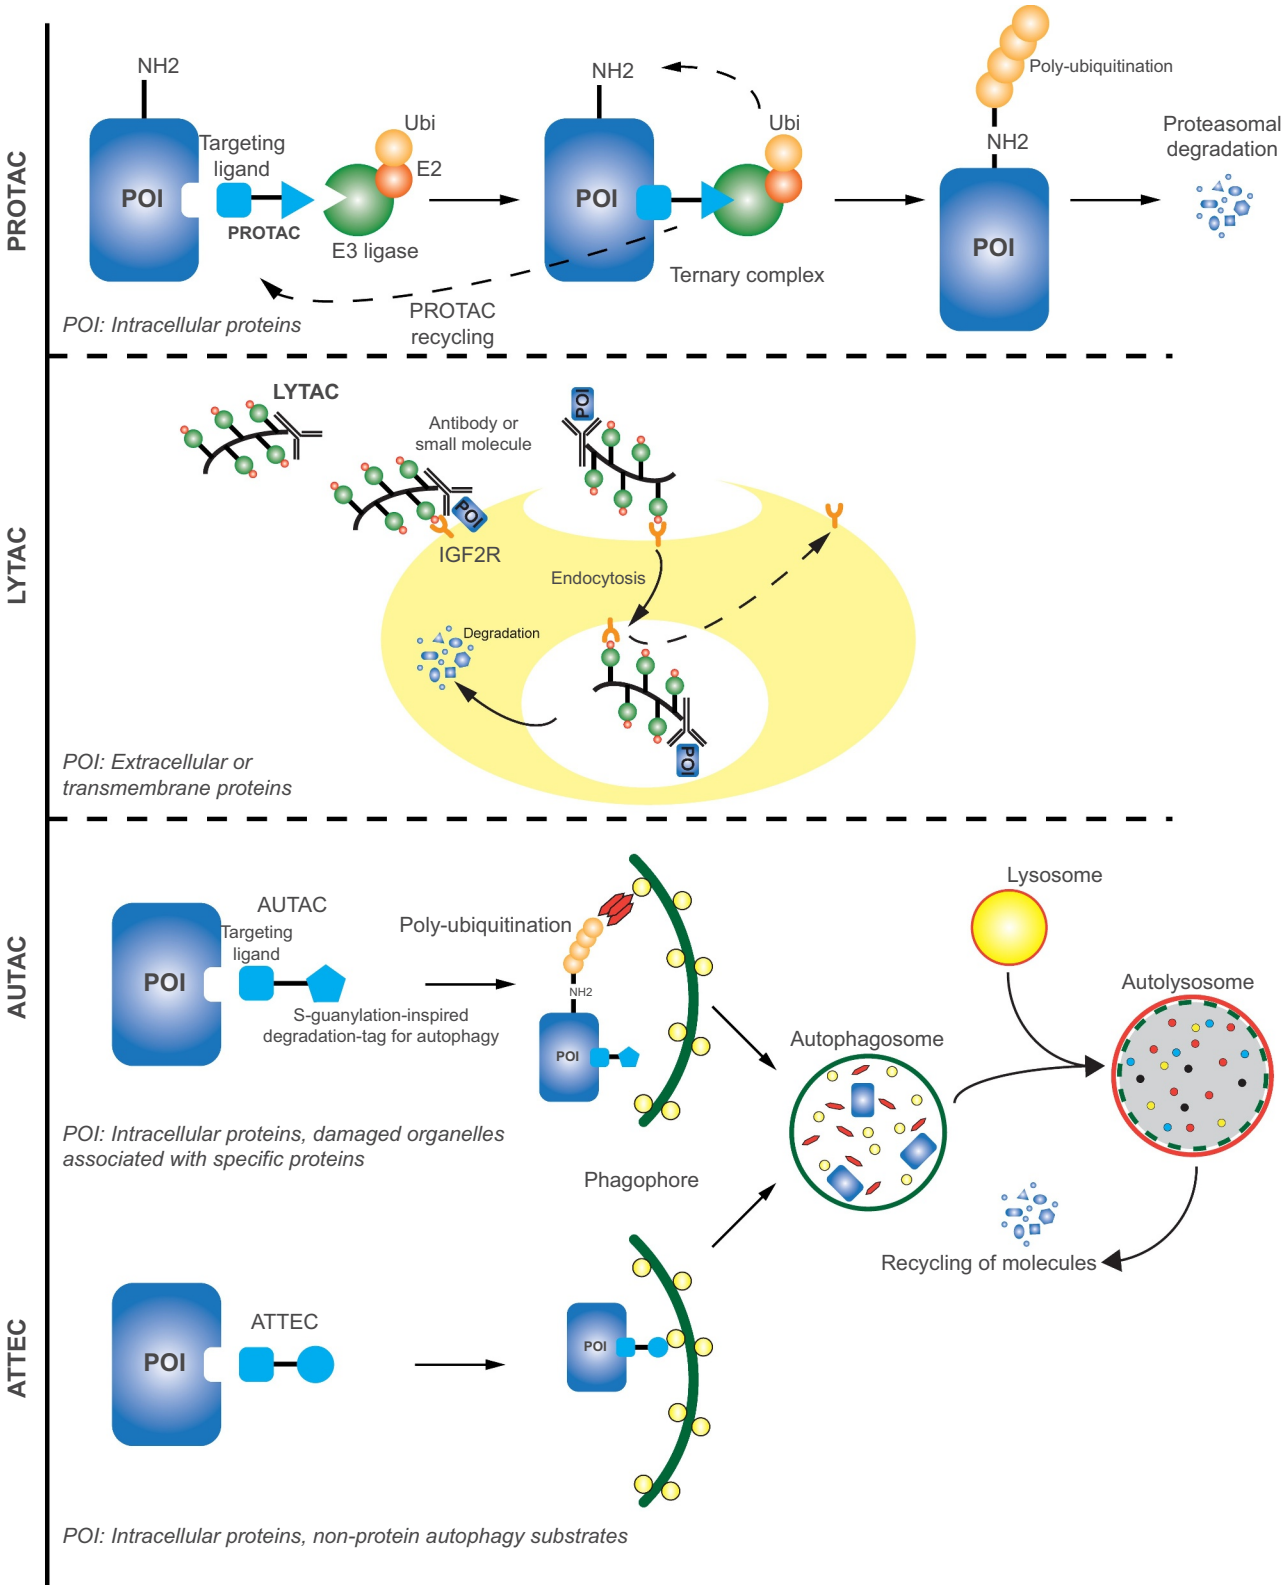 PROTAC
NH2
POI
Targeting
ligand
PROTAC
Ubi
E2
E3 ligase
NH2
POI
Ubi
Ternary complex
PROTAC
recycling
Poly-ubiquitination
NH2
POI
Proteasomal
degradation
POI: Intracellular proteins
LYTAC
LYTAC
Antibody or
small molecule
POI
IGF2R
POI
Endocytosis
Degradation
POI
POI: Extracellular or
transmembrane proteins
AUTAC
POI
AUTAC
Targeting
ligand
S-guanylation-inspired
degradation-tag for autophagy
Poly-ubiquitination
NH2
POI
Lysosome
Autolysosome
Autophagosome
POI: Intracellular proteins, damaged organelles
associated with specific proteins
Phagophore
Recycling of molecules
ATTEC
POI
ATTEC
POI
POI: Intracellular proteins, non-protein autophagy substrates